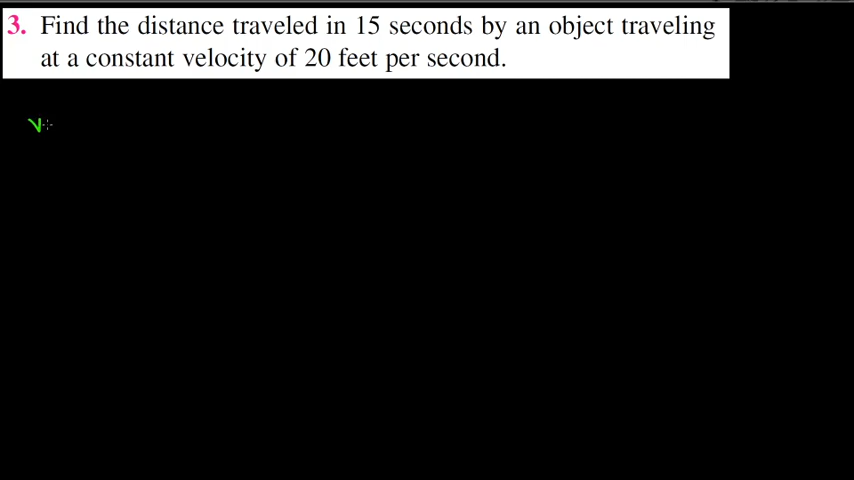 3. Find the distance traveled in 15 seconds by an object traveling
at a constant velocity of 20 feet per second.